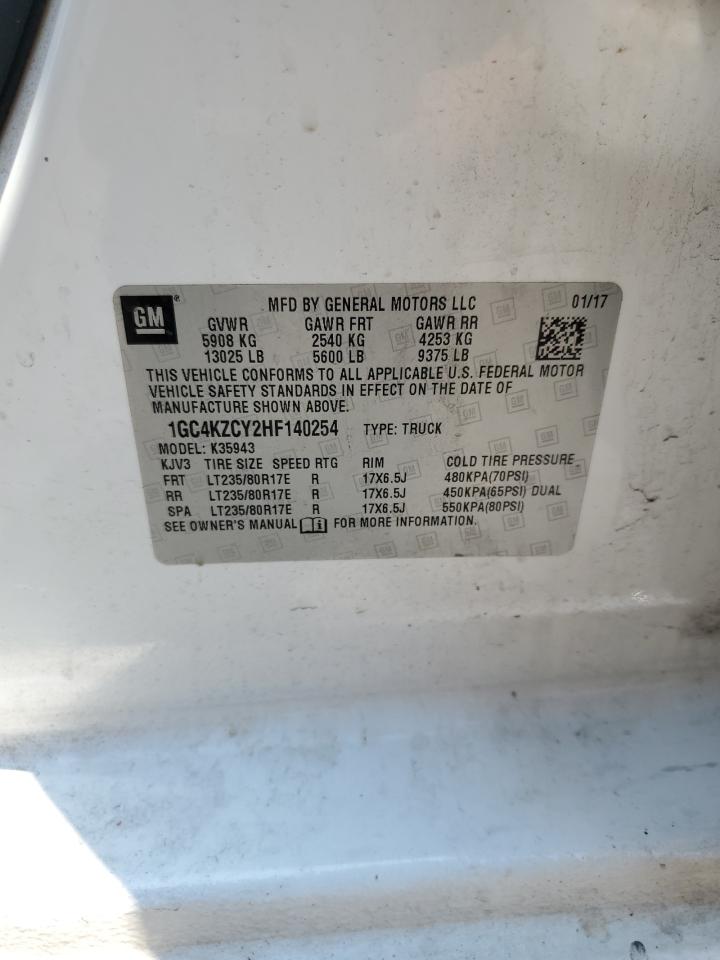 GM ®
MFD BY GENERAL MOTORS LLC 01/17
GVWR GAWR FRT GAWR RR
5908 KG 2540 KG 4253 KG
13025 LB 5600 LB 9375 LB
THIS VEHICLE CONFORMS TO ALL APPLICABLE U.S. FEDERAL MOTOR
VEHICLE SAFETY STANDARDS IN EFFECT ON THE DATE OF
MANUFACTURE SHOWN ABOVE.
1GC4KZCY2HF140254 TYPE: TRUCK
MODEL: K35943
KJV3 TIRE SIZE SPEED RTG RIM COLD TIRE PRESSURE
FRT LT235/80R17E R 17X6.5J 480KPA(70PSI)
RR LT235/80R17E R 17X6.5J 450KPA(65PSI) DUAL
SPA LT235/80R17E R 17X6.5J 550KPA(80PSI)
SEE OWNER'S MANUAL FOR MORE INFORMATION.